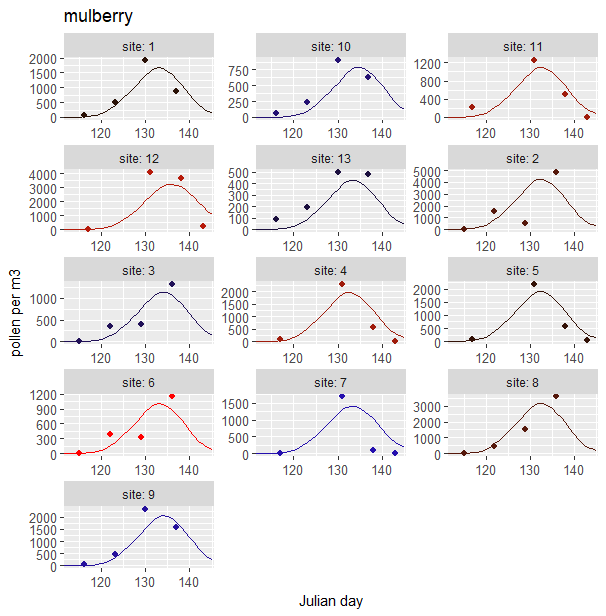 mulberry
site: 1
site: 10
site: 11
2000
1500
1000
500
0
750
500
250
0
1200
800
400
0
120 130 140
120 130 140
120 130 140
site: 12
site: 13
site: 2
4000
3000
2000
1000
0
500
400
300
200
100
0
5000
4000
3000
2000
1000
0
120 130 140
120 130 140
120 130 140
site: 3
site: 4
site: 5
1000
500
0
2000
1500
1000
500
0
2000
1500
1000
500
0
120 130 140
120 130 140
120 130 140
site: 6
site: 7
site: 8
1200
900
600
300
0
1500
1000
500
0
3000
2000
1000
0
120 130 140
120 130 140
120 130 140
site: 9
2000
1500
1000
500
0
120 130 140
pollen per m3
Julian day